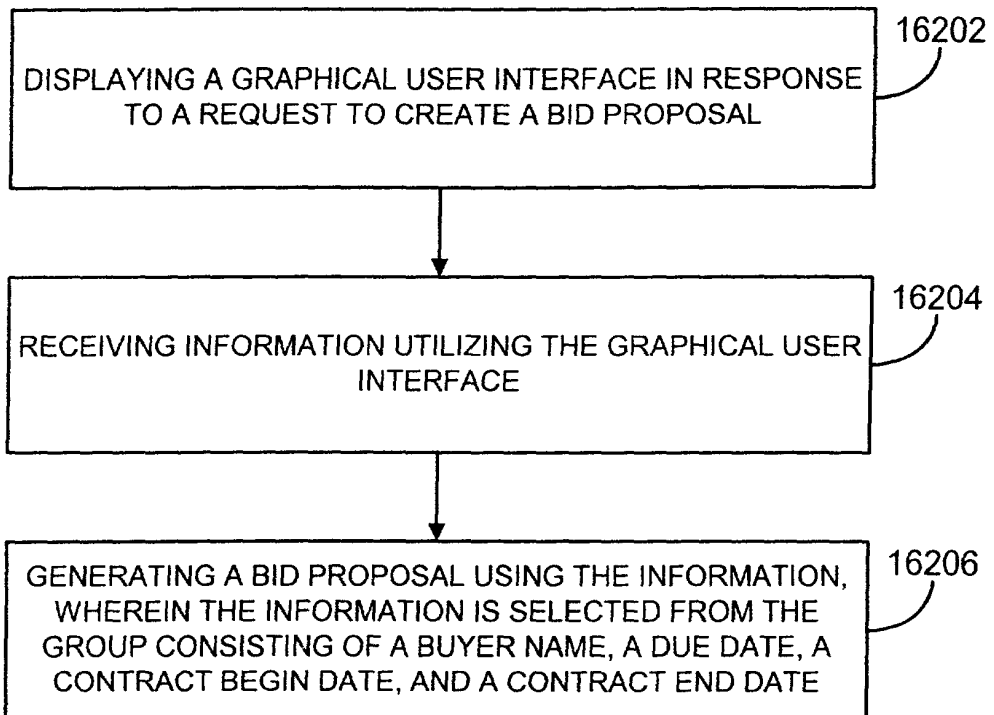 16202
DISPLAYING A GRAPHICAL USER INTERFACE IN RESPONSE
TO A REQUEST TO CREATE A BID PROPOSAL
16204
RECEIVING INFORMATION UTILIZING THE GRAPHICAL USER
INTERFACE
16206
GENERATING A BID PROPOSAL USING THE INFORMATION,
WHEREIN THE INFORMATION IS SELECTED FROM THE
GROUP CONSISTING OF A BUYER NAME, A DUE DATE, A
CONTRACT BEGIN DATE, AND A CONTRACT END DATE